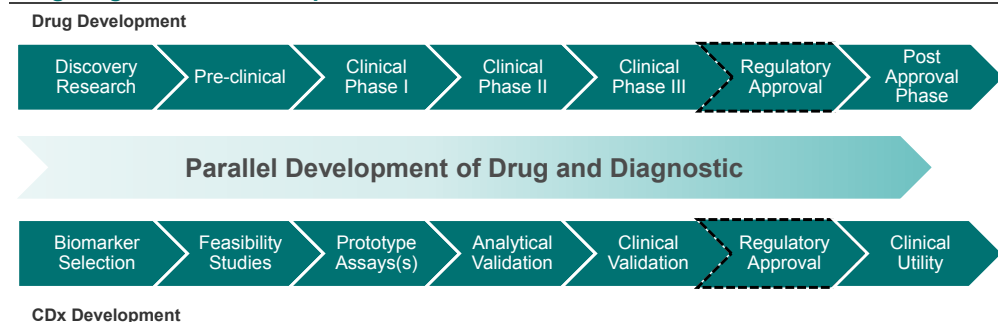 Drug Development
Discovery
Research
Pre-clinical
Clinical
Phase I
Clinical
Phase II
Clinical
Phase III
Regulatory
Approval
Post
Approval
Phase
Parallel Development of Drug and Diagnostic
Biomarker
Selection
Feasibility
Studies
Prototype
Assays(s)
Analytical
Validation
Clinical
Validation
Regulatory
Approval
Clinical
Utility
CDx Development